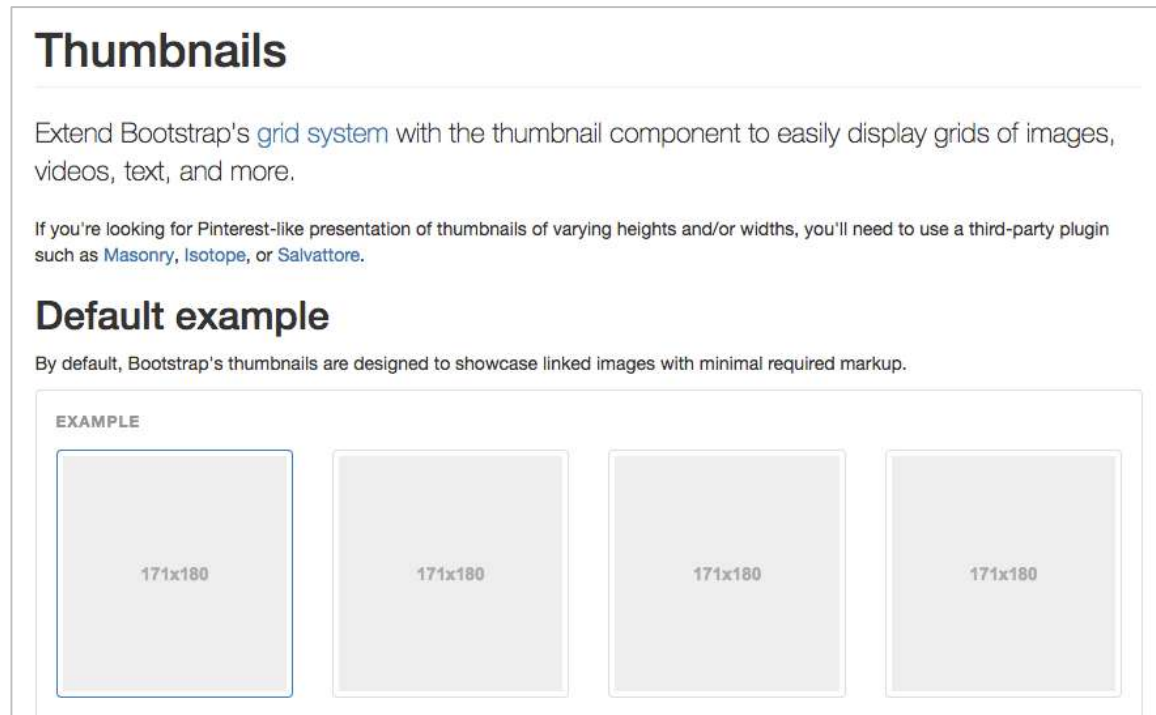 Thumbnails
Extend Bootstrap's grid system with the thumbnail component to easily display grids of images,
videos, text, and more.
If you're looking for Pinterest-like presentation of thumbnails of varying heights and/or widths, you'll need to use a third-party plugin
such as Masonry, Isotope, or Salvattore.
Default example
By default, Bootstrap's thumbnails are designed to showcase linked images with minimal required markup.
EXAMPLE
171x180 171x180 171x180 171x180